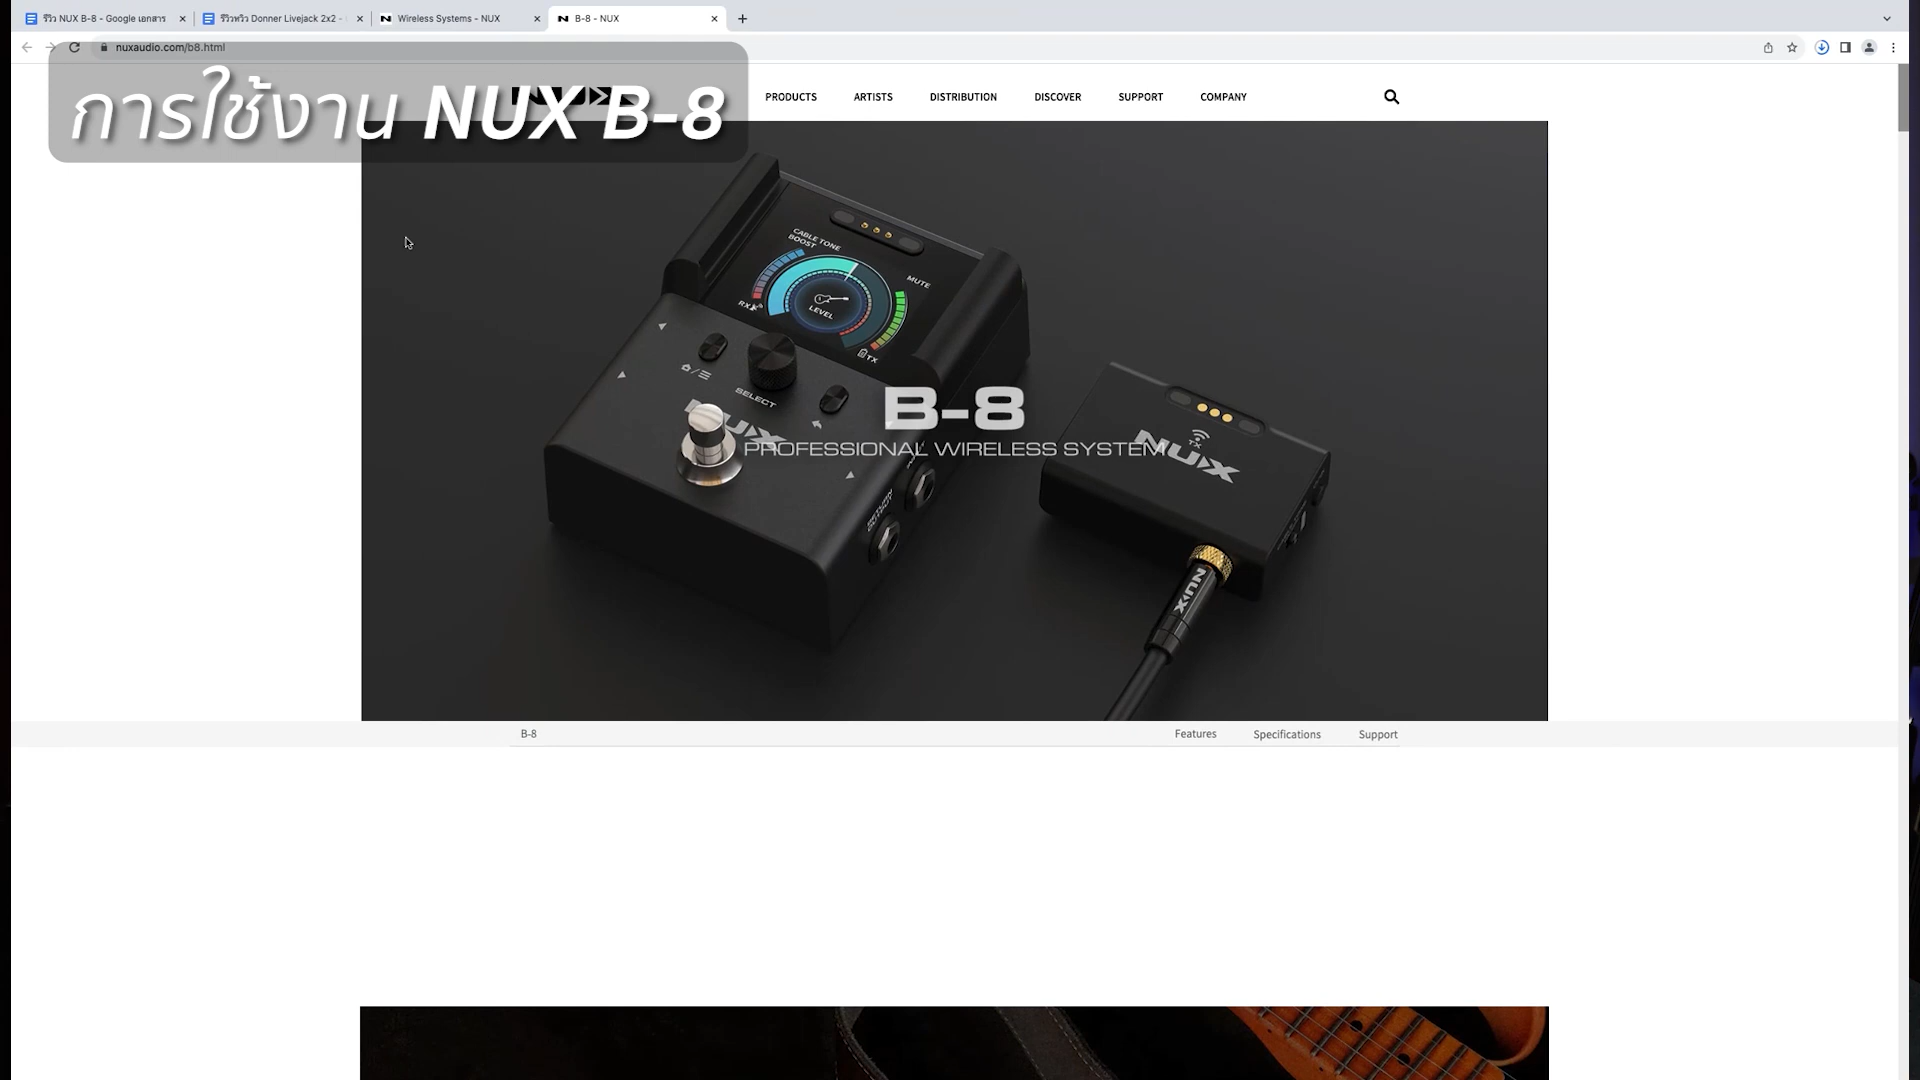 รีวิว NUX B-8 - Google เอกสาร
รีวิวพรีวิว Donner Livejack 2x2 -
Wireless Systems - NUX
B-8 - NUX
nuxaudio.com/b8.html
การใช้งาน NUX B-8
PRODUCTS
ARTISTS
DISTRIBUTION
DISCOVER
SUPPORT
COMPANY
CABLE TONE
BOOST
MUTE
LEVEL
RX
TX
SELECT
NUX
B-8
PROFESSIONAL WIRELESS SYSTEM
TX
NUX
NUX
B-8
Features
Specifications
Support